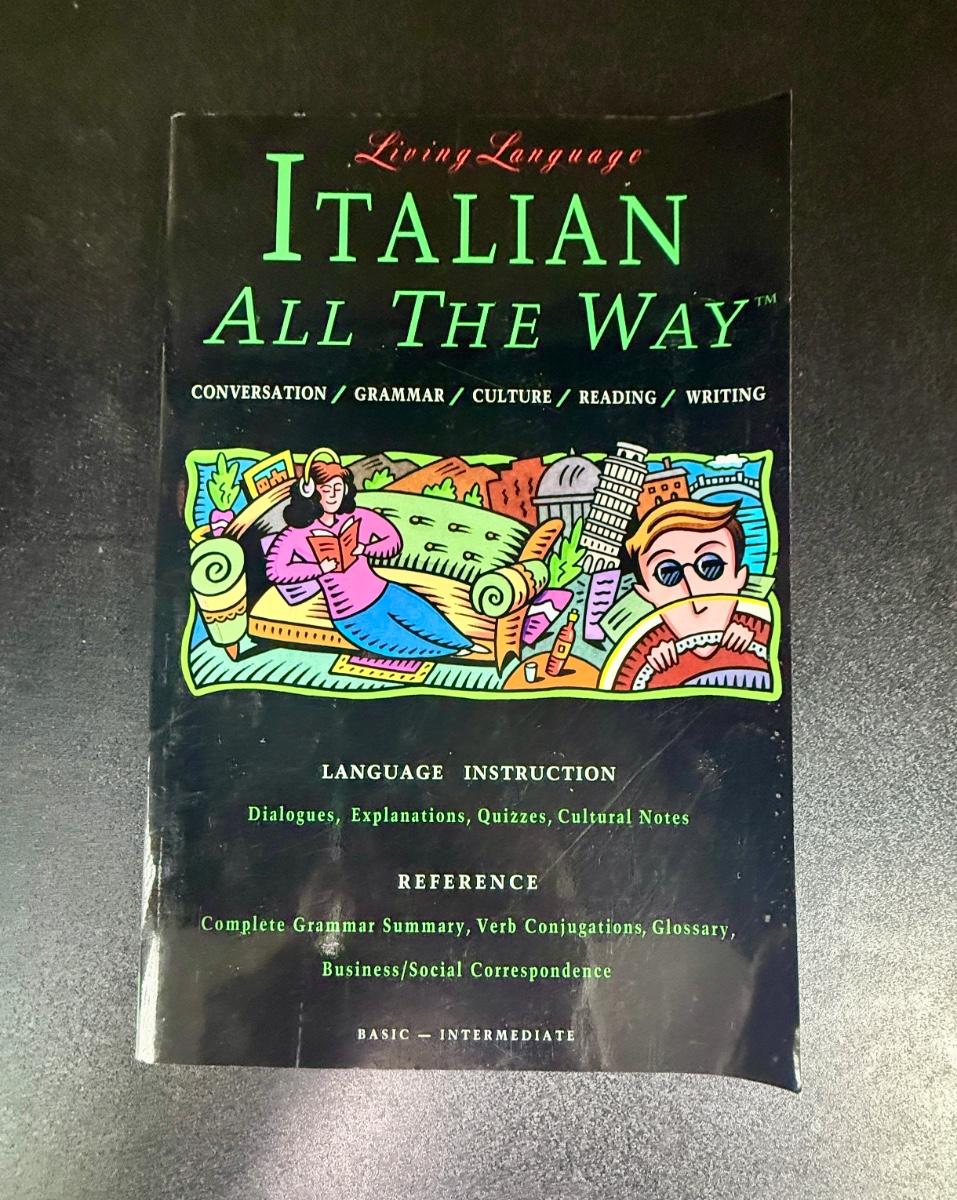 Living Language
ITALIAN
ALL THE WAY™
CONVERSATION / GRAMMAR / CULTURE / READING / WRITING
LANGUAGE INSTRUCTION
Dialogues, Explanations, Quizzes, Cultural Notes
REFERENCE
Complete Grammar Summary, Verb Conjugations, Glossary,
Business/Social Correspondence
BASIC — INTERMEDIATE